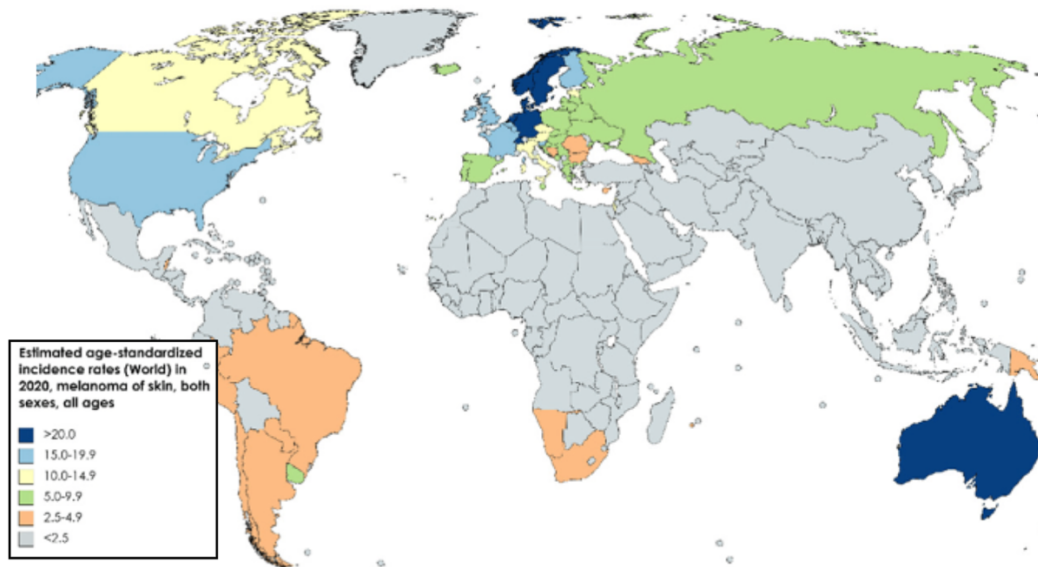 Estimated age-standardized
incidence rates (World) in
2020, melanoma of skin, both
sexes, all ages
>20.0
15.0-19.9
10.0-14.9
5.0-9.9
2.5-4.9
<2.5